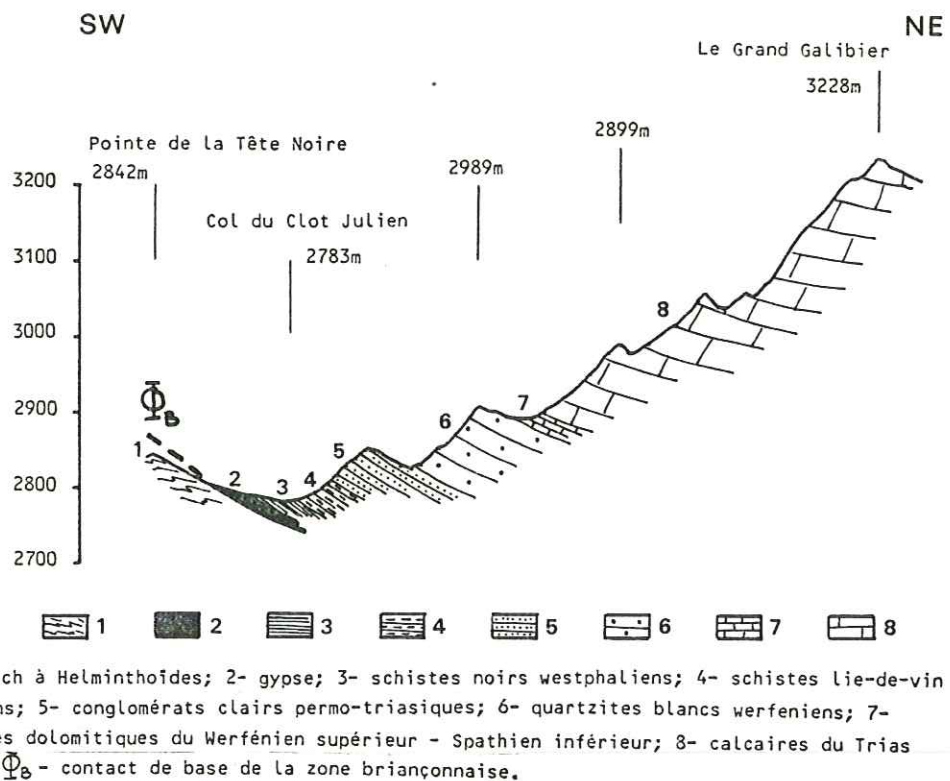 SW NE
Le Grand Galibier
3228m
2899m
Pointe de la Tête Noire
2842m 2989m
3200
Col du Clot Julien
2783m
3100
3000
8
2900
Φ B
7
6
1
5
2800
2 3 4
2700
1 2 3 4 5 6 7 8
ch à Helminthoïdes; 2- gypse; 3- schistes noirs westphaliens; 4- schistes lie-de-vin
ns; 5- conglomérats clairs permo-triasiques; 6- quartzites blancs werfeniens; 7-
es dolomitiques du Werfénien supérieur - Spathien inférieur; 8- calcaires du Trias
ΦB - contact de base de la zone briançonnaise.